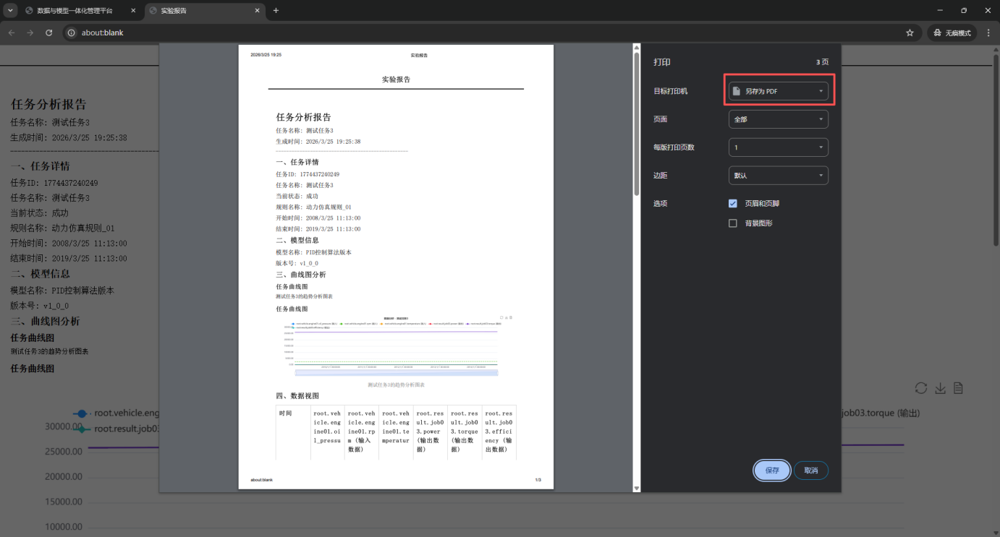 数据与模型一体化管理平台
实验报告
about:blank
无痕模式
任务分析报告
任务名称: 测试任务3
生成时间: 2026/3/25 19:25:38
一、任务详情
任务ID: 1774437240249
任务名称: 测试任务3
当前状态: 成功
规则名称: 动力仿真规则_01
开始时间: 2008/3/25 11:13:00
结束时间: 2019/3/25 11:13:00
二、模型信息
模型名称: PID控制算法版本
版本号: v1_0_0
三、曲线图分析
任务曲线图
测试任务3的趋势分析图表
任务曲线图
root.vehicle.eng
root.result.job03
job03.torque (输出)
30000.00
25000.00
20000.00
15000.00
10000.00
2026/3/25 19:25
实验报告
实验报告
任务分析报告
任务名称: 测试任务3
生成时间: 2026/3/25 19:25:38
一、任务详情
任务ID: 1774437240249
任务名称: 测试任务3
当前状态: 成功
规则名称: 动力仿真规则_01
开始时间: 2008/3/25 11:13:00
结束时间: 2019/3/25 11:13:00
二、模型信息
模型名称: PID控制算法版本
版本号: v1_0_0
三、曲线图分析
任务曲线图
测试任务3的趋势分析图表
任务曲线图
测试任务3的趋势分析图表
四、数据视图
时间
root.vehicle.engine01.oil_pressu
root.vehicle.engine01.rpm (输入数据)
root.vehicle.engine01.temperatur
root.result.job03.power (输出数据)
root.result.job03.torque (输出数据)
root.result.job03.efficiency (输出数据)
about:blank
1/3
打印
3 页
目标打印机
另存为 PDF
页面
全部
每版打印页数
1
边距
默认
选项
页眉和页脚
背景图形
保存
取消